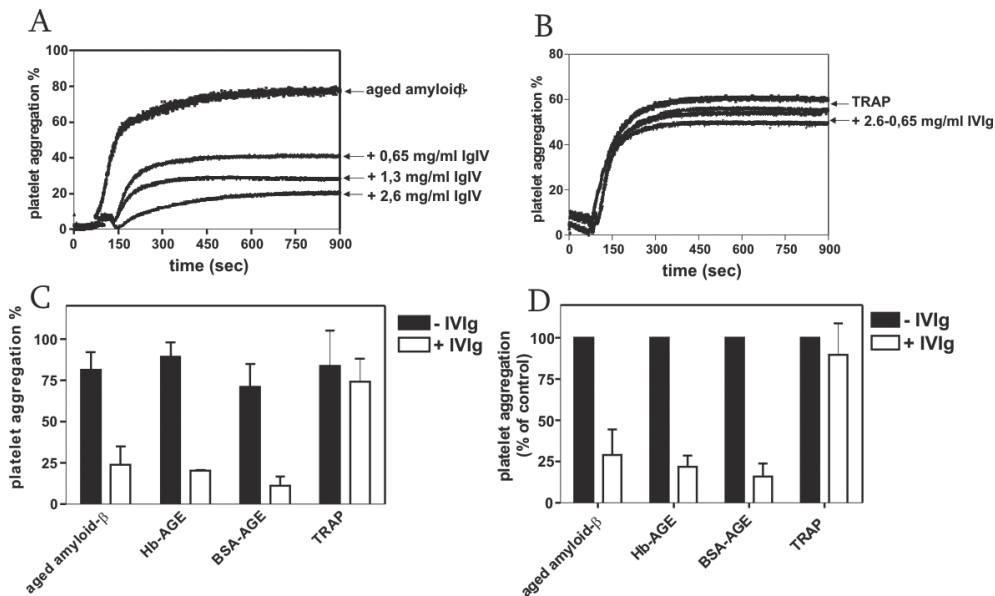 A
platelet aggregation %
100
80
60
40
20
0
0 150 300 450 600 750 900
time (sec)
aged amyloid-β
+ 0,65 mg/ml IgIV
+ 1,3 mg/ml IgIV
+ 2,6 mg/ml IgIV
B
platelet aggregation %
80
60
40
20
0
0 150 300 450 600 750 900
time (sec)
TRAP
+ 2.6-0,65 mg/ml IVIg
C
platelet aggregation %
100
75
50
25
0
aged amyloid-β
Hb-AGE
BSA-AGE
TRAP
- IVIg
+ IVIg
D
platelet aggregation
(% of control)
100
75
50
25
0
aged amyloid-β
Hb-AGE
BSA-AGE
TRAP
- IVIg
+ IVIg